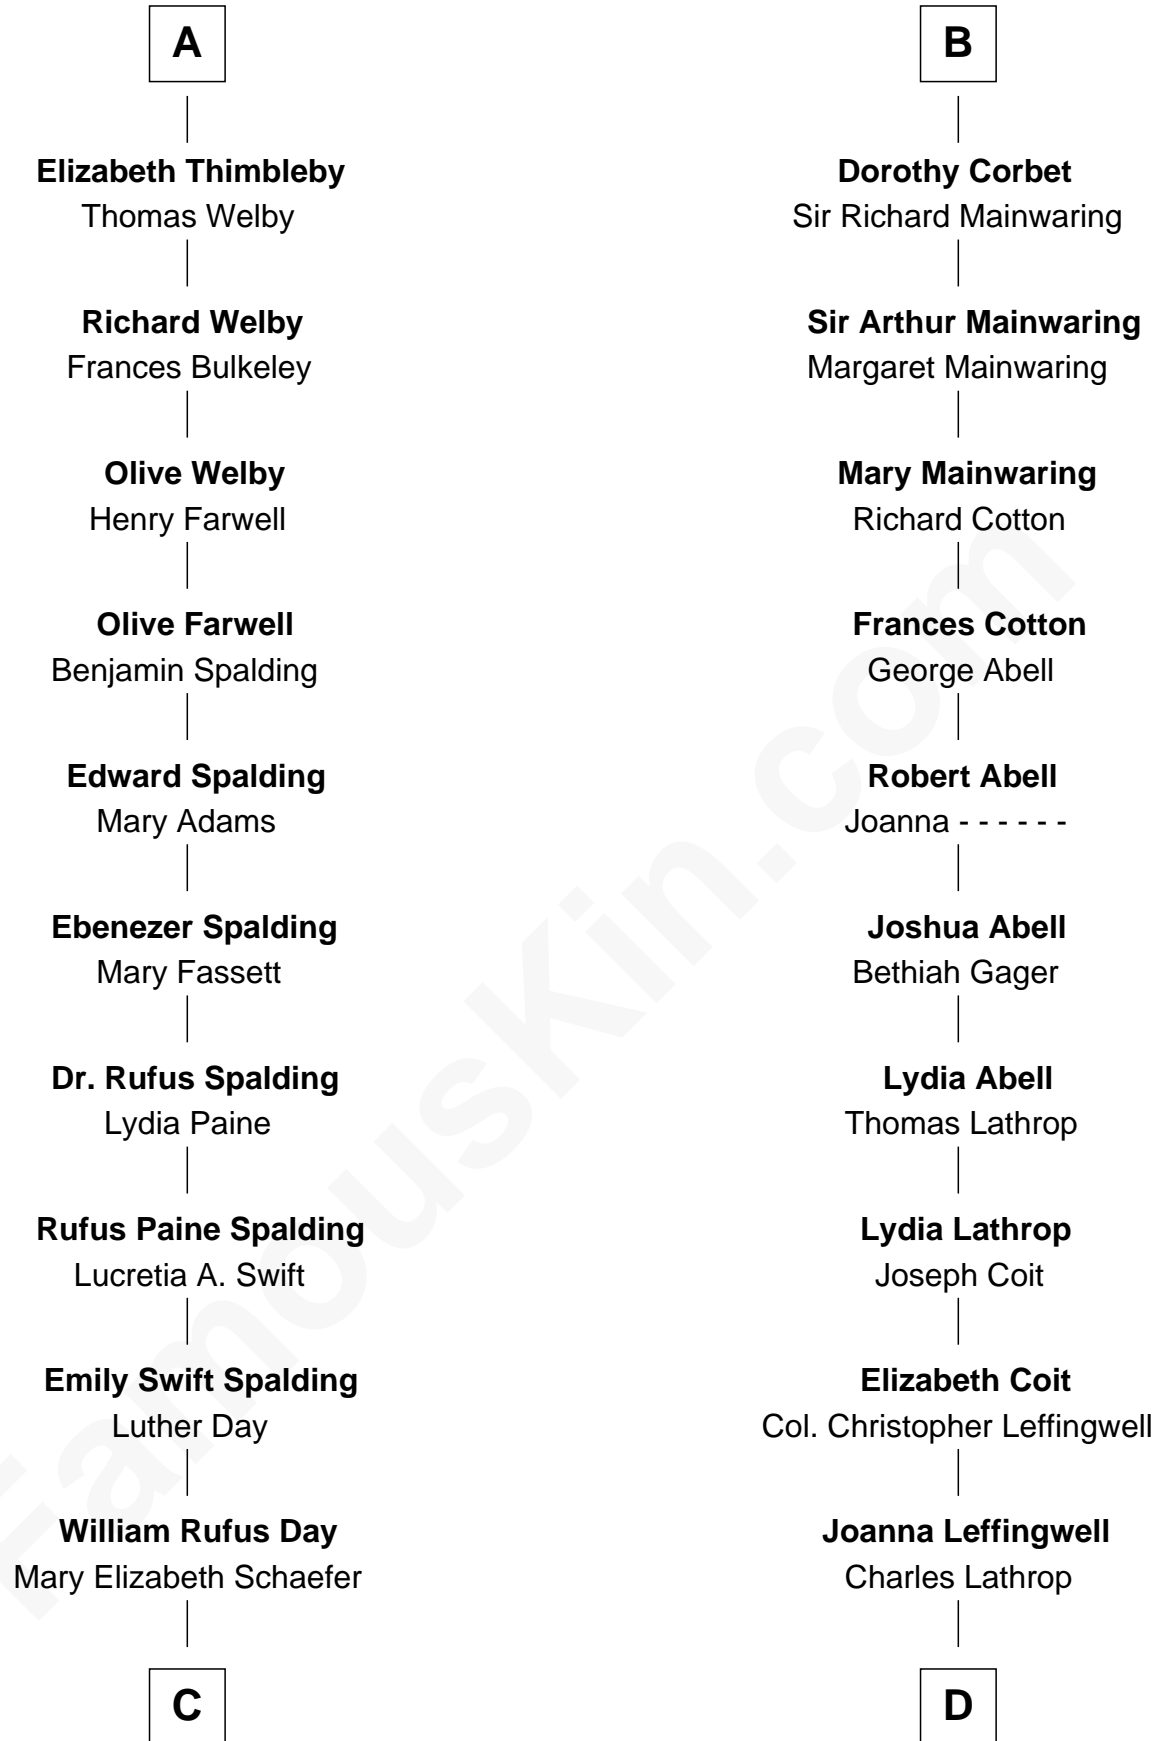 A
Elizabeth Thimbleby
Thomas Welby
Richard Welby
Frances Bulkeley
Olive Welby
Henry Farwell
Olive Farwell
Benjamin Spalding
Edward Spalding
Mary Adams
Ebenezer Spalding
Mary Fassett
Dr. Rufus Spalding
Lydia Paine
Rufus Paine Spalding
Lucretia A. Swift
Emily Swift Spalding
Luther Day
William Rufus Day
Mary Elizabeth Schaefer
C
B
Dorothy Corbet
Sir Richard Mainwaring
Sir Arthur Mainwaring
Margaret Mainwaring
Mary Mainwaring
Richard Cotton
Frances Cotton
George Abell
Robert Abell
Joanna - - - - - -
Joshua Abell
Bethiah Gager
Lydia Abell
Thomas Lathrop
Lydia Lathrop
Joseph Coit
Elizabeth Coit
Col. Christopher Leffingwell
Joanna Leffingwell
Charles Lathrop
D
FamousKin.com